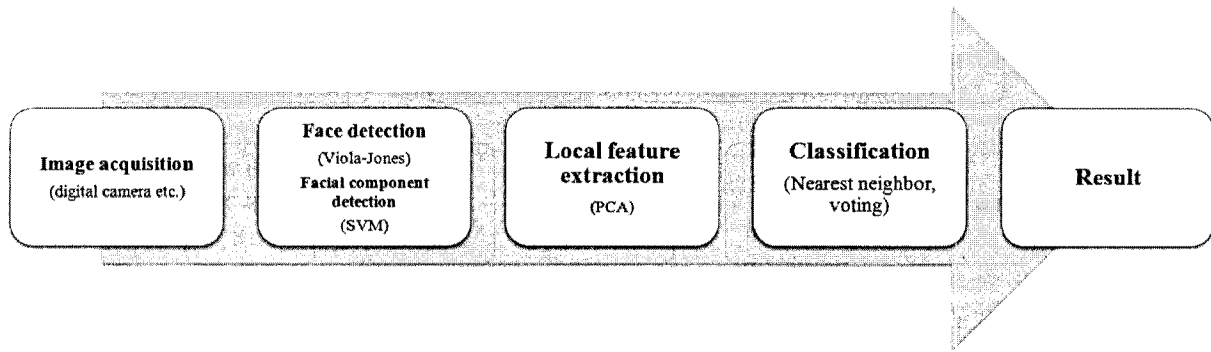 Image acquisition
(digital camera etc.)
Face detection
(Viola-Jones)
Facial component
detection
(SVM)
Local feature
extraction
(PCA)
Classification
(Nearest neighbor,
voting)
Result